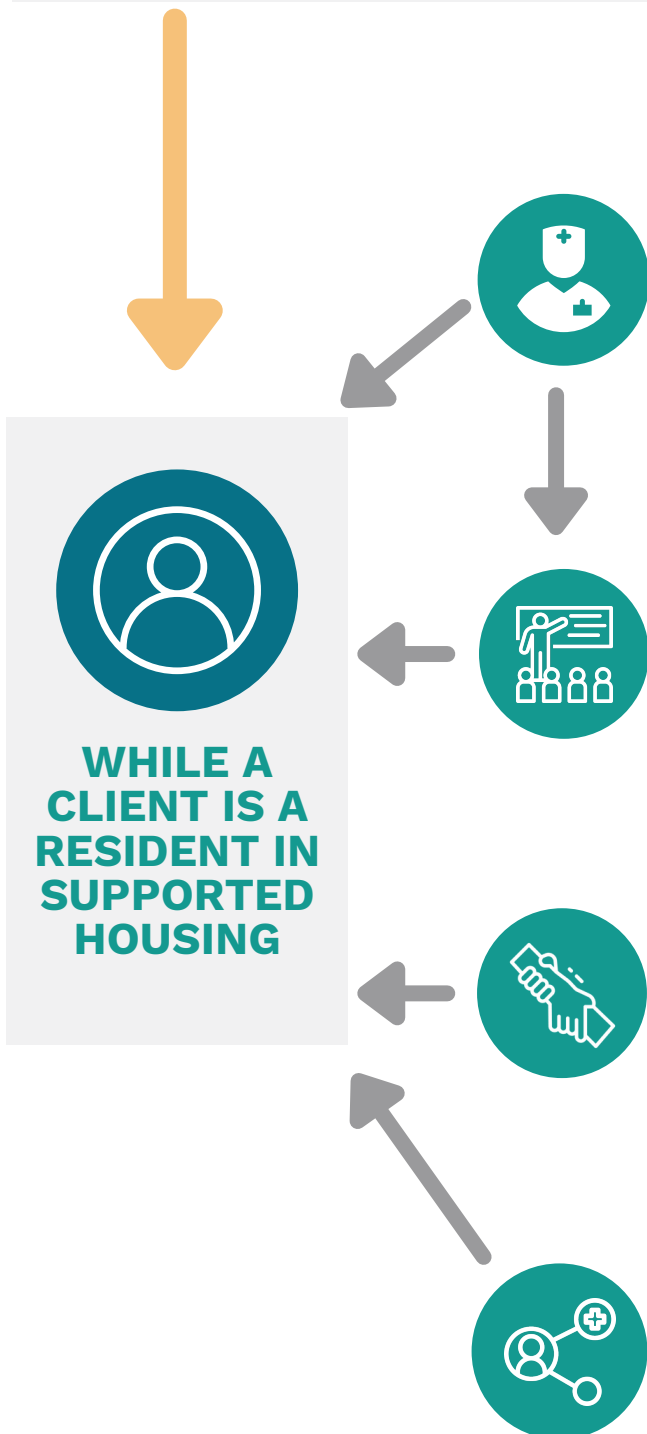 WHILE A
CLIENT IS A
RESIDENT IN
SUPPORTED
HOUSING